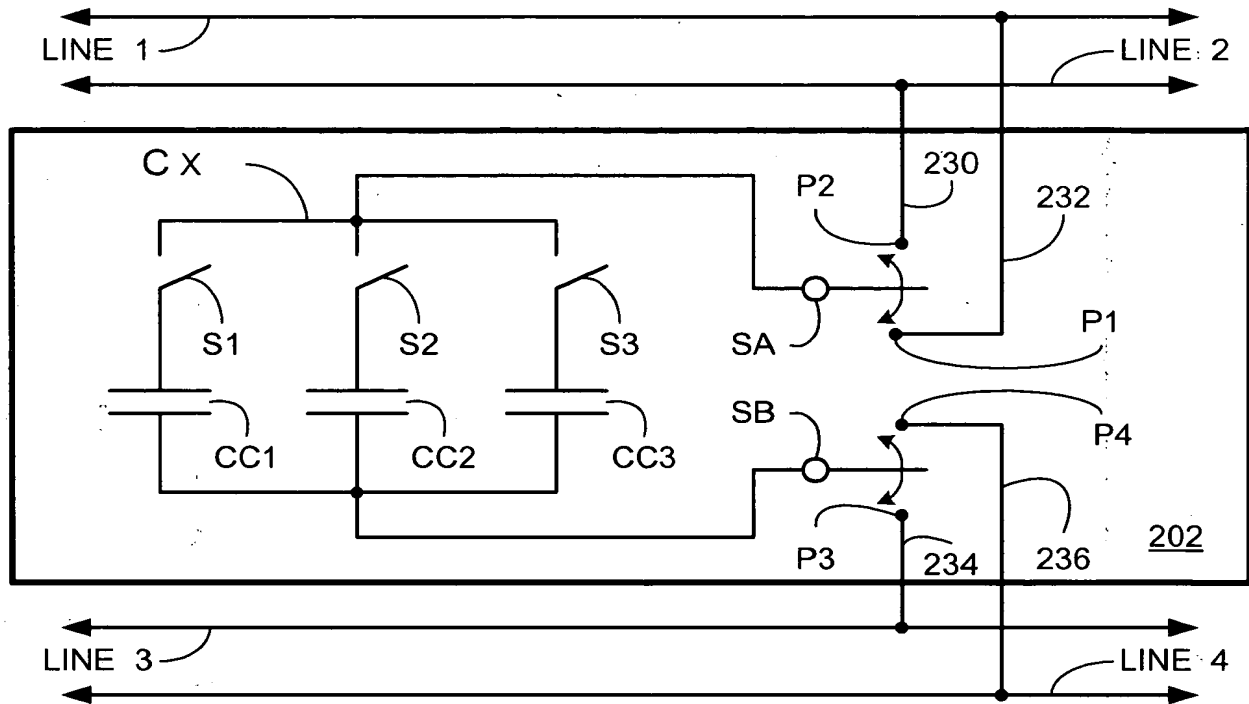 LINE 1
LINE 2
C X
P2
230
232
S1
S2
S3
SA
P1
CC1
CC2
CC3
SB
P4
P3
234
236
202
LINE 3
LINE 4